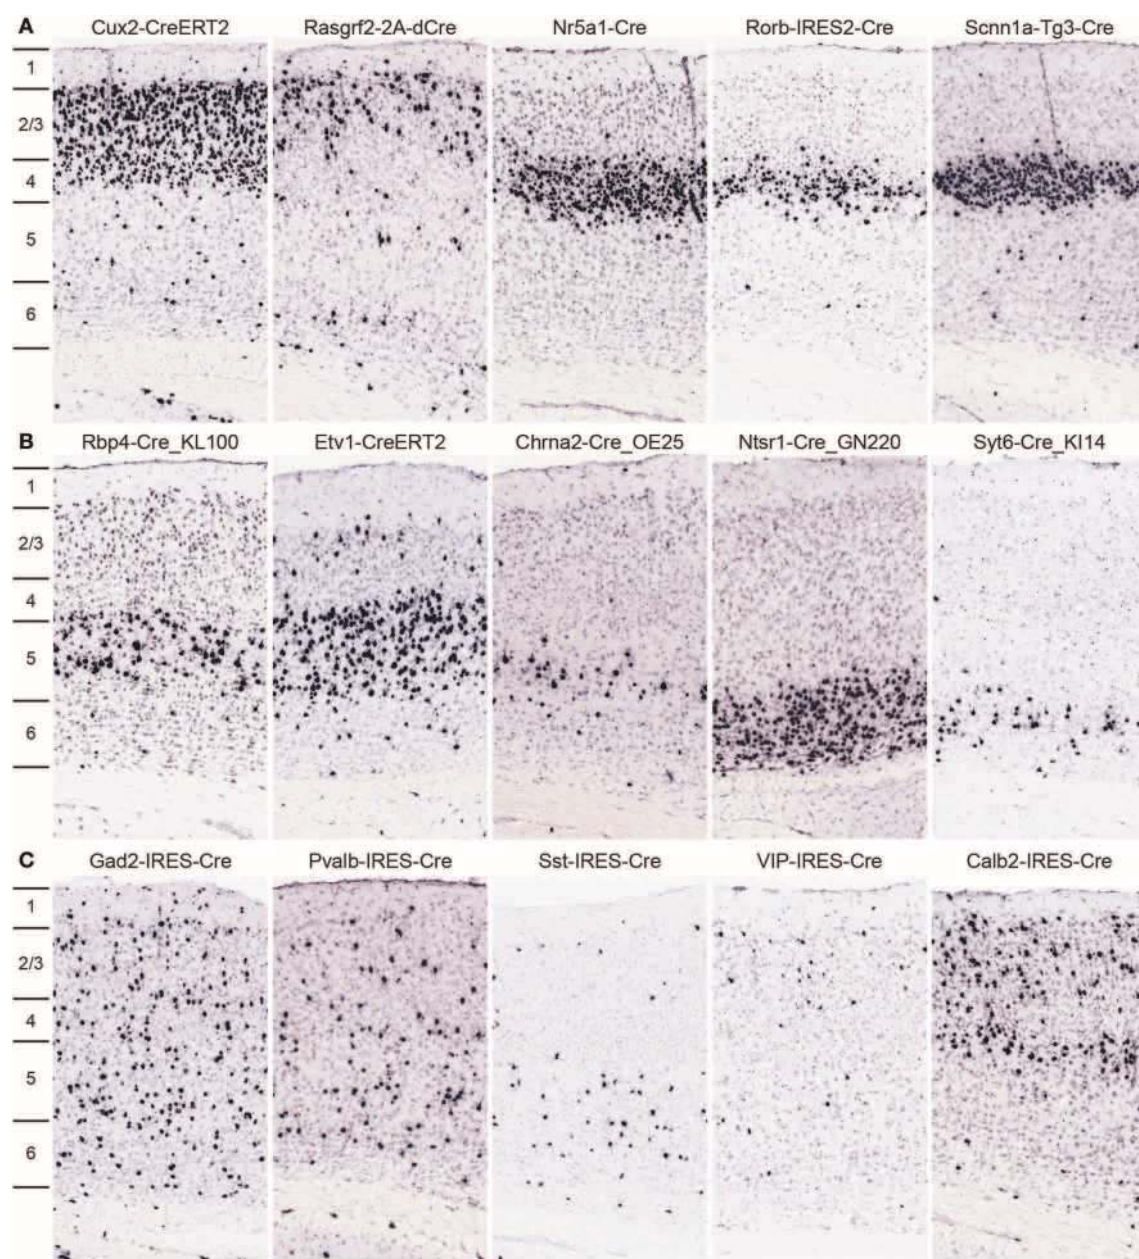 A
Cux2-CreERT2 Rasgrf2-2A-dCre Nr5a1-Cre Rorb-IRES2-Cre Scnn1a-Tg3-Cre
1
2/3
4
5
6
B
Rbp4-Cre_KL100 Etv1-CreERT2 Chrna2-Cre_OE25 Ntsr1-Cre_GN220 Syt6-Cre_KI14
1
2/3
4
5
6
C
Gad2-IRES-Cre Pvalb-IRES-Cre Sst-IRES-Cre VIP-IRES-Cre Calb2-IRES-Cre
1
2/3
4
5
6